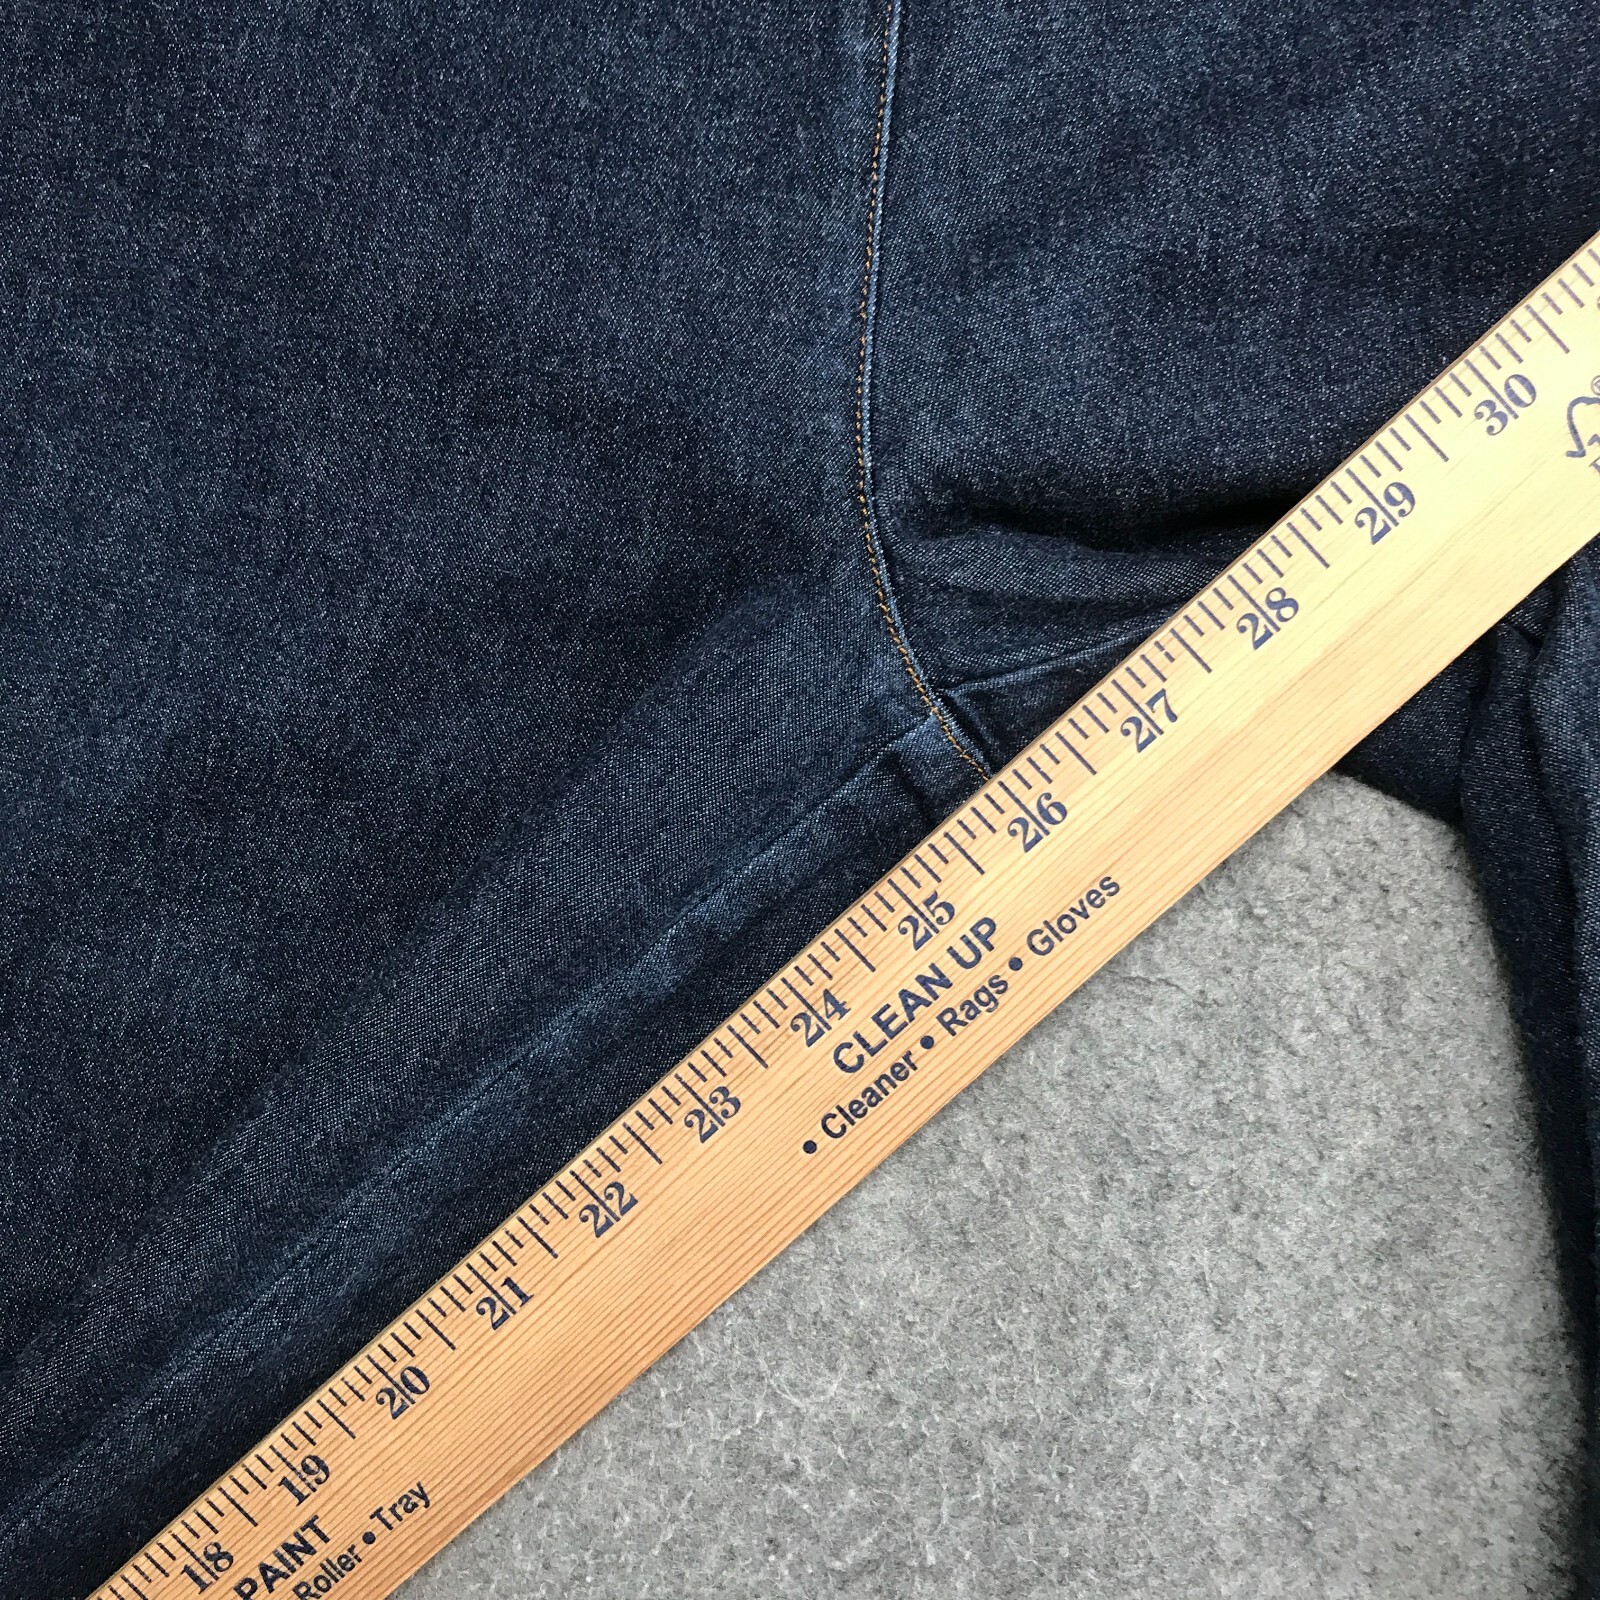 18 19 20 21 22 23 24 25 26 27 28 29 30
PAINT
Roller • Tray
CLEAN UP
• Cleaner • Rags • Gloves
®